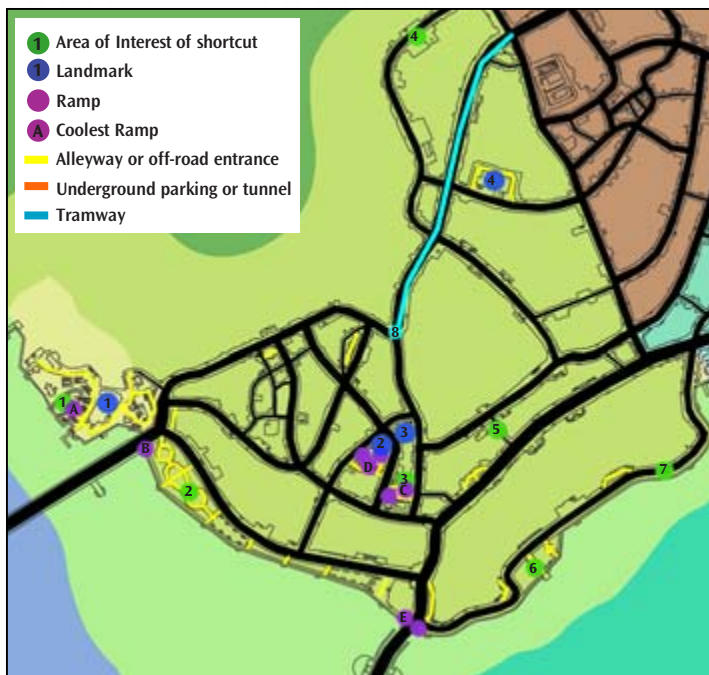 1 Area of Interest of shortcut
1 Landmark
Ramp
A Coolest Ramp
Alleyway or off-road entrance
Underground parking or tunnel
Tramway
4
4
8
1
A
1
B
2
3
D
5
3
C
2
7
6
E